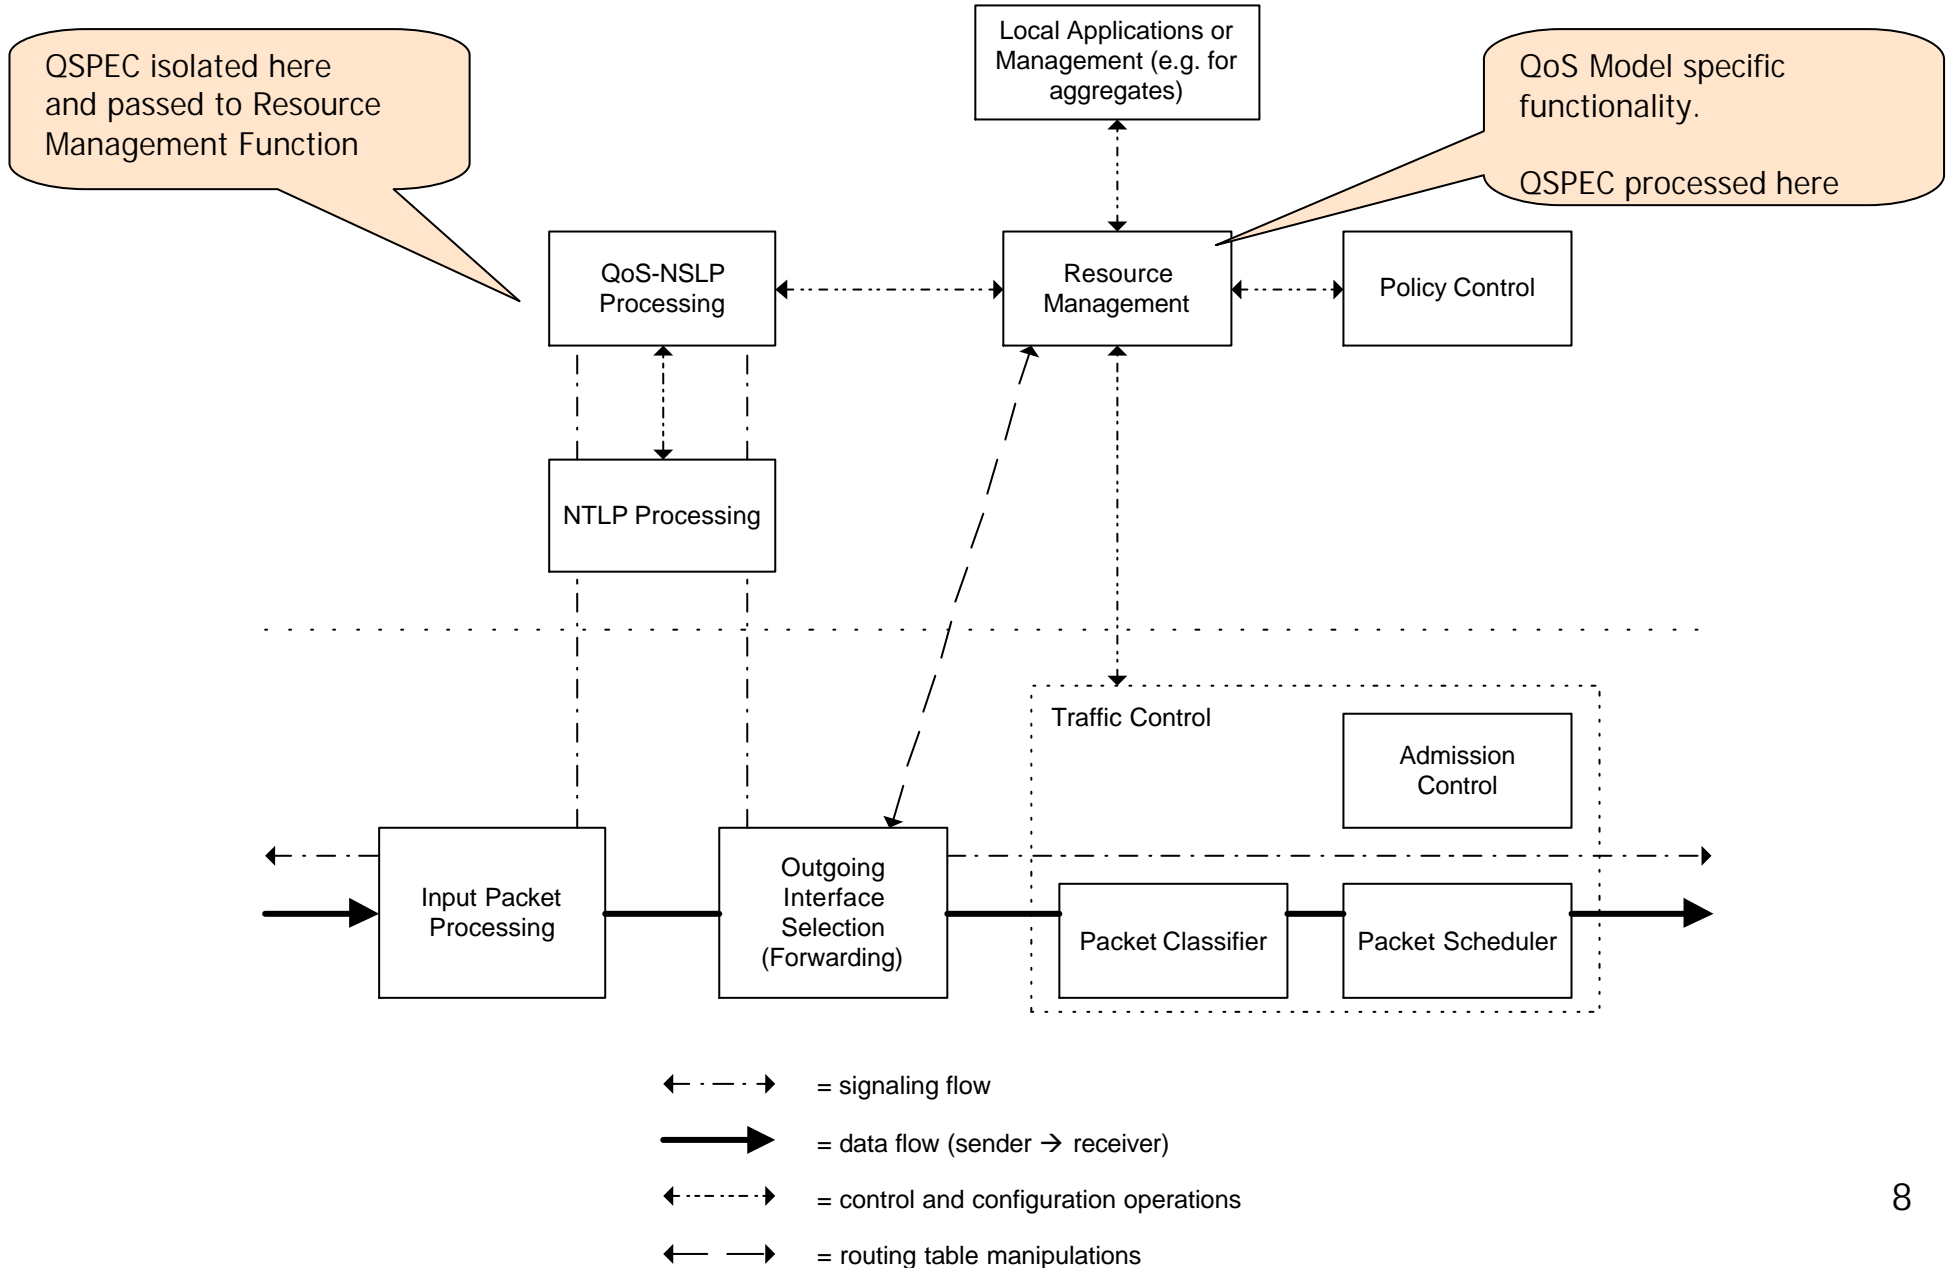 Local Applications or
Management (e.g. for
aggregates)
QSPEC isolated here
and passed to Resource
Management Function
QoS Model specific
functionality.
QSPEC processed here
QoS-NSLP
Processing
Resource
Management
Policy Control
NTLP Processing
Traffic Control
Admission
Control
Input Packet
Processing
Outgoing
Interface
Selection
(Forwarding)
Packet Classifier
Packet Scheduler
= signaling flow
= data flow (sender → receiver)
= control and configuration operations
= routing table manipulations
8